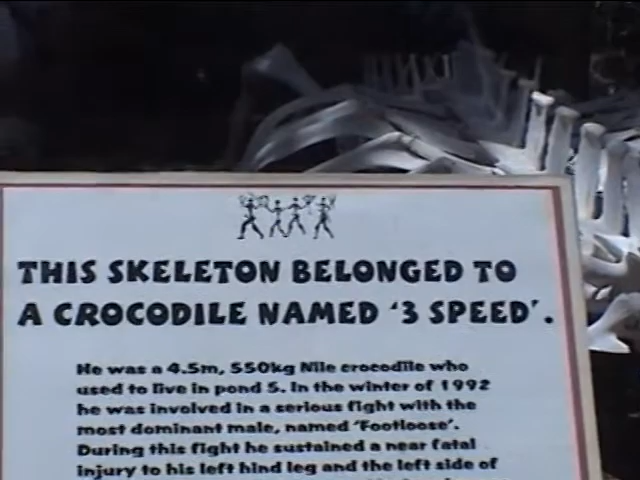 THIS SKELETON BELONGED TO
A CROCODILE NAMED '3 SPEED'.
He was a 4.5m, 550kg Nile crocodile who
used to live in pond 5. In the winter of 1992
he was involved in a serious fight with the
most dominant male, named 'Footloose'.
During this fight he sustained a near fatal
injury to his left hind leg and the left side of